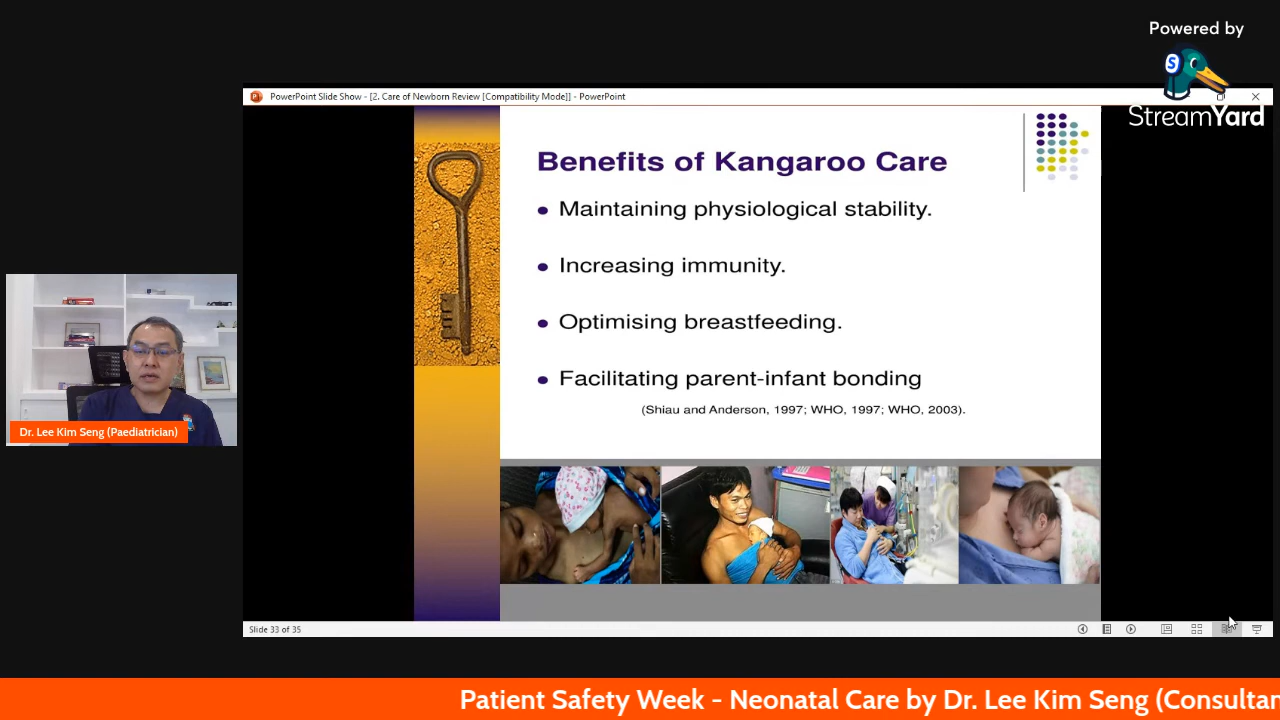 Powered by
S
StreamYard
PowerPoint Slide Show - [2. Care of Newborn Review [Compatibility Mode]] - PowerPoint
Benefits of Kangaroo Care
• Maintaining physiological stability.
• Increasing immunity.
• Optimising breastfeeding.
• Facilitating parent-infant bonding
(Shiau and Anderson, 1997; WHO, 1997; WHO, 2003).
Dr. Lee Kim Seng (Paediatrician)
Slide 33 of 35
Patient Safety Week - Neonatal Care by Dr. Lee Kim Seng (Consultan